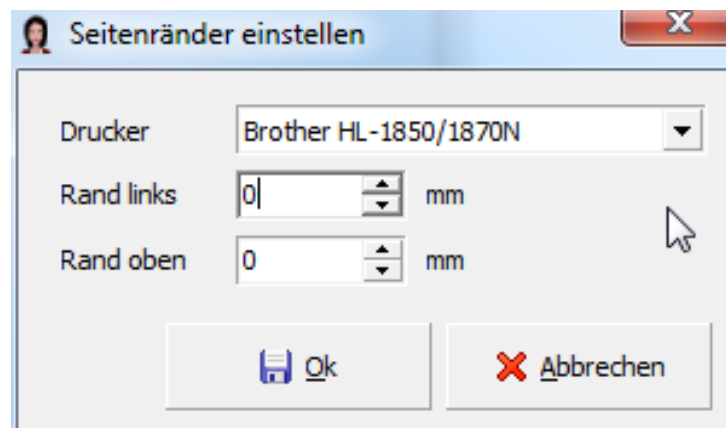 Seitenränder einstellen
Drucker Brother HL-1850/1870N
Rand links 0 mm
Rand oben 0 mm
Ok Abbrechen